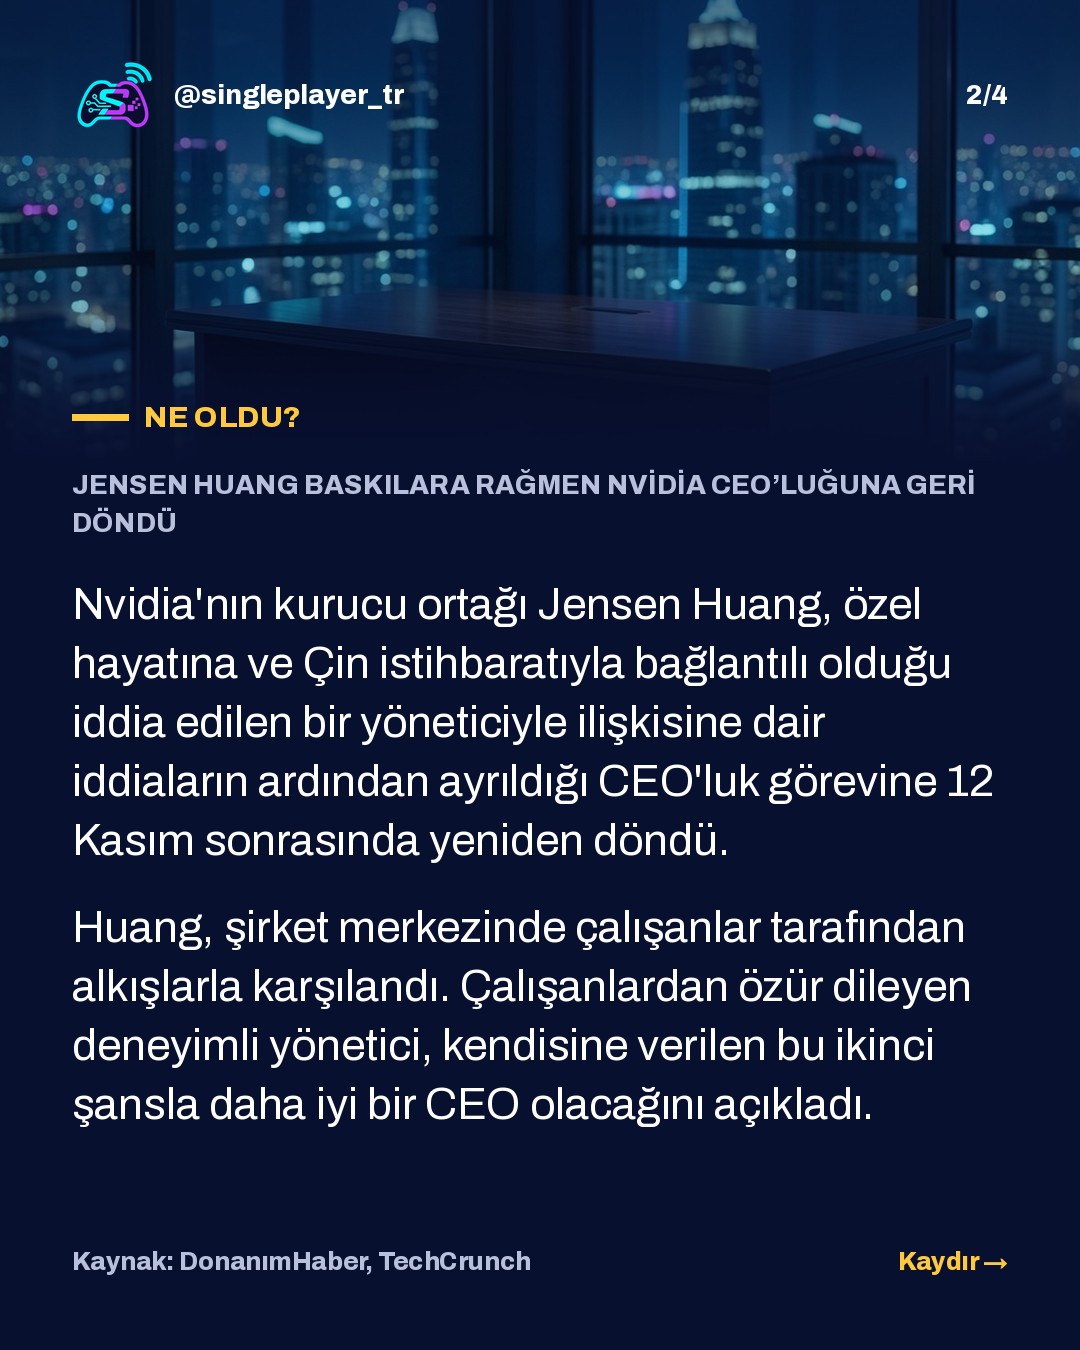 @singleplayer_tr
2/4
NE OLDU?
JENSEN HUANG BASKILARA RAĞMEN NVİDİA CEO’LUĞUNA GERİ
DÖNDÜ
Nvidia'nın kurucu ortağı Jensen Huang, özel
hayatına ve Çin istihbaratıyla bağlantılı olduğu
iddia edilen bir yöneticiyle ilişkisine dair
iddiaların ardından ayrıldığı CEO'luk görevine 12
Kasım sonrasında yeniden döndü.
Huang, şirket merkezinde çalışanlar tarafından
alkışlarla karşılandı. Çalışanlardan özür dileyen
deneyimli yönetici, kendisine verilen bu ikinci
şansla daha iyi bir CEO olacağını açıkladı.
Kaynak: DonanımHaber, TechCrunch
Kaydır→